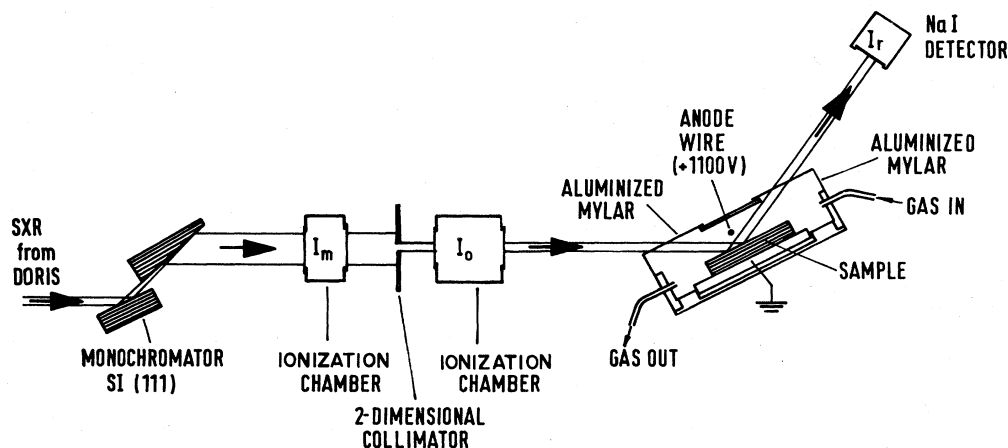 Na I
DETECTOR
Ir
ANODE
WIRE
(+1100V)
ALUMINIZED
MYLAR
ALUMINIZED
MYLAR
GAS IN
SXR
from
DORIS
Im
Io
SAMPLE
GAS OUT
MONOCHROMATOR
SI (111)
IONIZATION
CHAMBER
IONIZATION
CHAMBER
2-DIMENSIONAL
COLLIMATOR